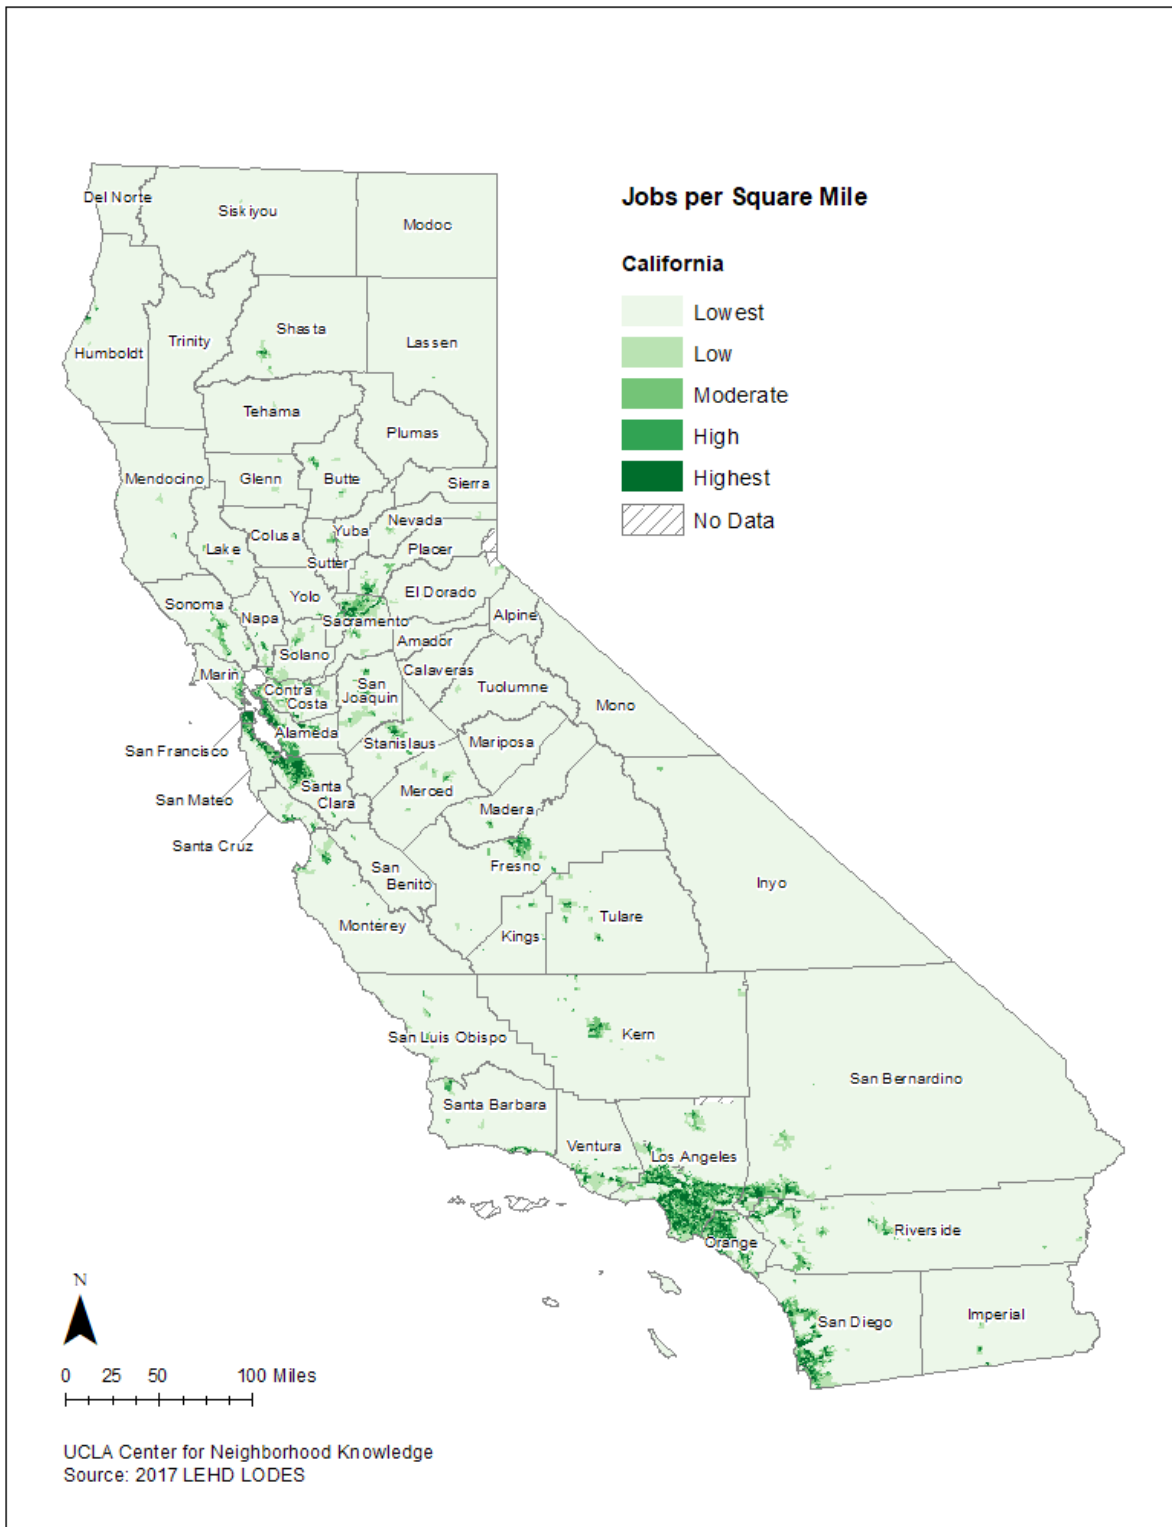 Jobs per Square Mile
California
Lowest
Low
Moderate
High
Highest
No Data
Del Norte
Siskiyou
Modoc
Humboldt
Trinity
Shasta
Lassen
Tehama
Plumas
Mendocino
Glenn
Butte
Sierra
Lake
Colusa
Yuba
Nevada
Sutter
Placer
Sonoma
Napa
Yolo
El Dorado
Sacramento
Alpine
Amador
Solano
Marin
Contra
Costa
San
Joaquin
Calaveras
Tuolumne
Mono
Alameda
San Francisco
Stanislaus
Mariposa
San Mateo
Santa
Clara
Merced
Madera
Santa Cruz
San
Benito
Fresno
Inyo
Monterey
Kings
Tulare
San Luis Obispo
Kern
San Bernardino
Santa Barbara
Ventura
Los Angeles
Orange
Riverside
San Diego
Imperial
N
0 25 50 100 Miles
UCLA Center for Neighborhood Knowledge
Source: 2017 LEHD LODES